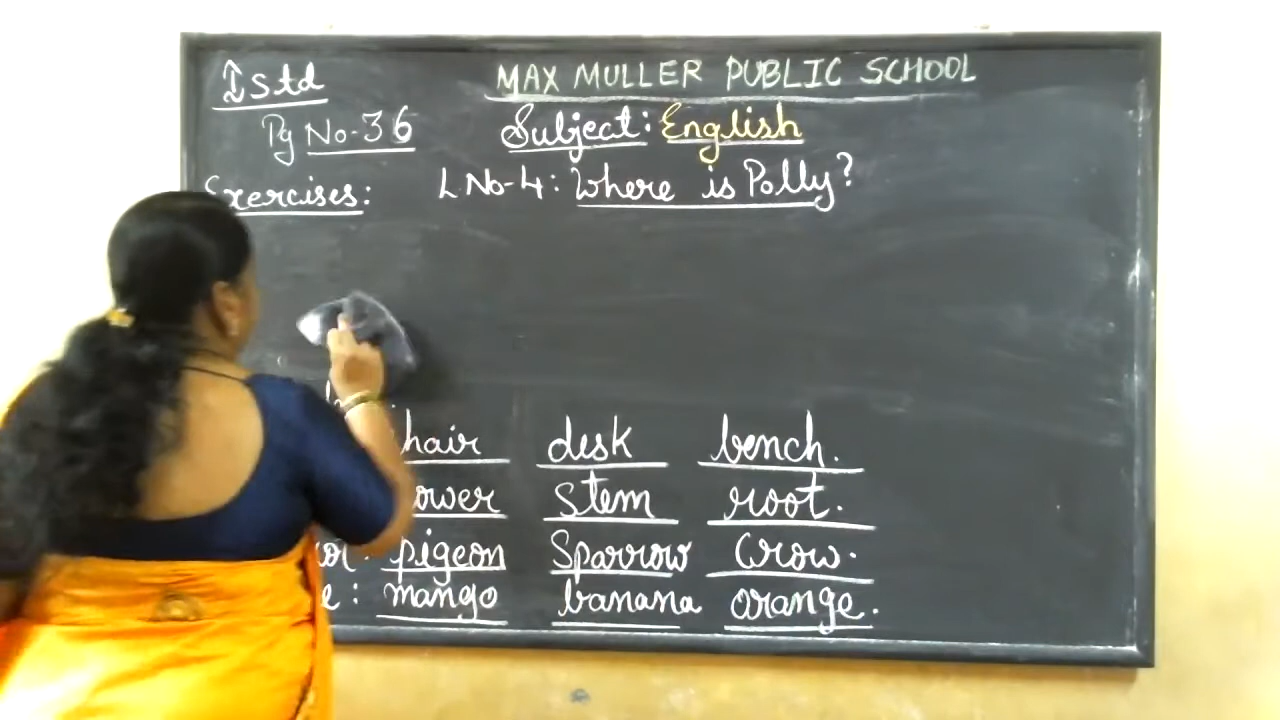 I Std MAX MULLER PUBLIC SCHOOL
Pg No-36 Subject: English
Exercises: L No-4: Where is Polly?
hair desk bench.
ower stem root.
pigeon Sparrow Crow.
e: mango banana orange.